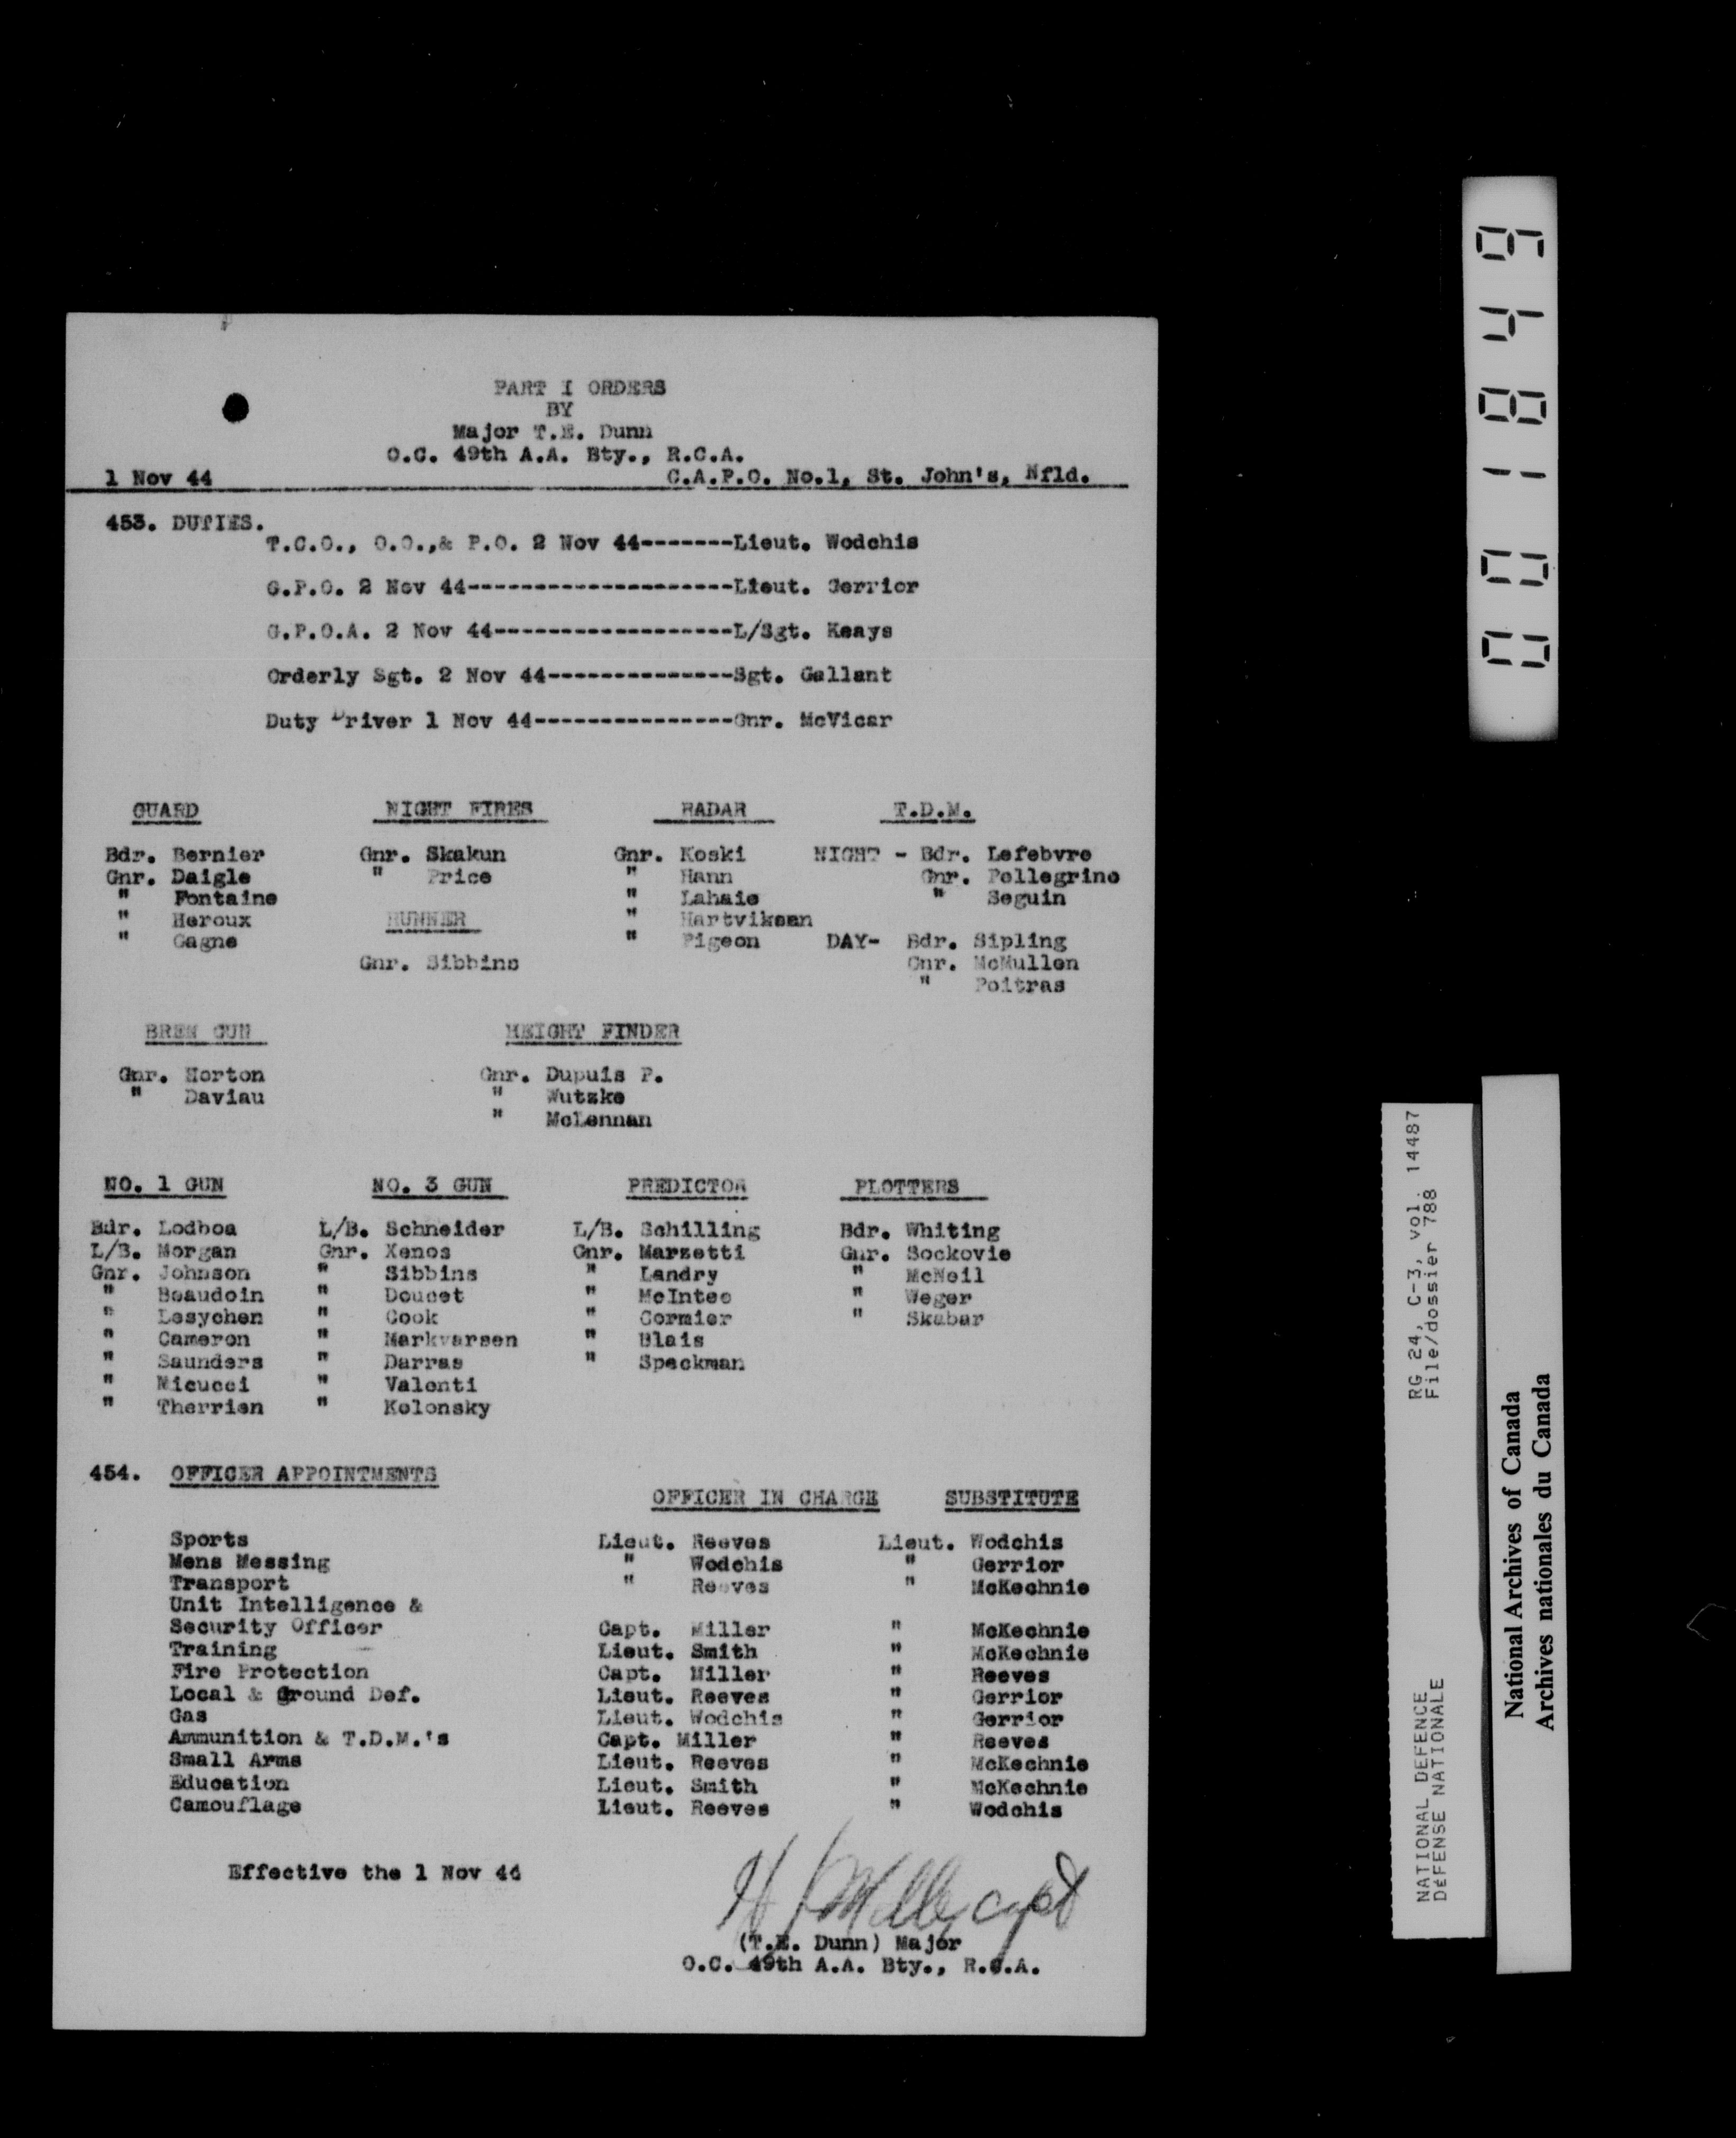 PART I ORDERS
BY
Major T.E. Dunn
O.C. 49th A.A. Bty., R.C.A.
1 Nov 44 C.A.P.O. No.1, St. John's, Nfld.
453. DUTIES.
T.C.O., O.O.,& P.O. 2 Nov 44-------Lieut. Wodchis
G.P.O. 2 Nov 44--------------------Lieut. Gerrior
G.P.O.A. 2 Nov 44------------------L/Sgt. Keays
Orderly Sgt. 2 Nov 44--------------Sgt. Gallant
Duty Driver 1 Nov 44---------------Gnr. McVicar
GUARD NIGHT FIRES RADAR T.D.M.
Bdr. Bernier Gnr. Skakun Gnr. Koski NIGHT - Bdr. Lefebvre
Gnr. Daigle " Price " Hann Gnr. Pellegrino
" Fontaine " Lahaie " Seguin
" Heroux RUNNER " Hartviksen
" Gagne " Pigeon DAY- Bdr. Sipling
Gnr. Sibbins Gnr. McMullen
" Poitras
BREN GUN HEIGHT FINDER
Gnr. Horton Gnr. Dupuis P.
" Daviau " Wutzke
" McLennan
NO. 1 GUN NO. 3 GUN PREDICTOR PLOTTERS
Bdr. Lodboa L/B. Schneider L/B. Schilling Bdr. Whiting
L/B. Morgan Gnr. Xenos Gnr. Marzetti Gnr. Sockovie
Gnr. Johnson " Sibbins " Landry " McNeil
" Beaudoin " Doucet " McIntee " Weger
" Lesychen " Cook " Cormier " Skabar
" Cameron " Markvarsen " Blais
" Saunders " Darras " Speckman
" Micucci " Valenti
" Therrien " Kolonsky
454. OFFICER APPOINTMENTS
OFFICER IN CHARGE SUBSTITUTE
Sports Lieut. Reeves Lieut. Wodchis
Mens Messing " Wodchis " Gerrior
Transport " Reeves " McKechnie
Unit Intelligence &
Security Officer Capt. Miller " McKechnie
Training Lieut. Smith " McKechnie
Fire Protection Capt. Miller " Reeves
Local & Ground Def. Lieut. Reeves " Gerrior
Gas Lieut. Wodchis " Gerrior
Ammunition & T.D.M.'s Capt. Miller " Reeves
Small Arms Lieut. Reeves " McKechnie
Education Lieut. Smith " McKechnie
Camouflage Lieut. Reeves " Wodchis
Effective the 1 Nov 44
(T.E. Dunn) Major
O.C. 49th A.A. Bty., R.C.A.
001849
RG 24, C-3, vol. 14487
File/dossier 788
NATIONAL DEFENCE
DéFENSE NATIONALE
National Archives of Canada
Archives nationales du Canada